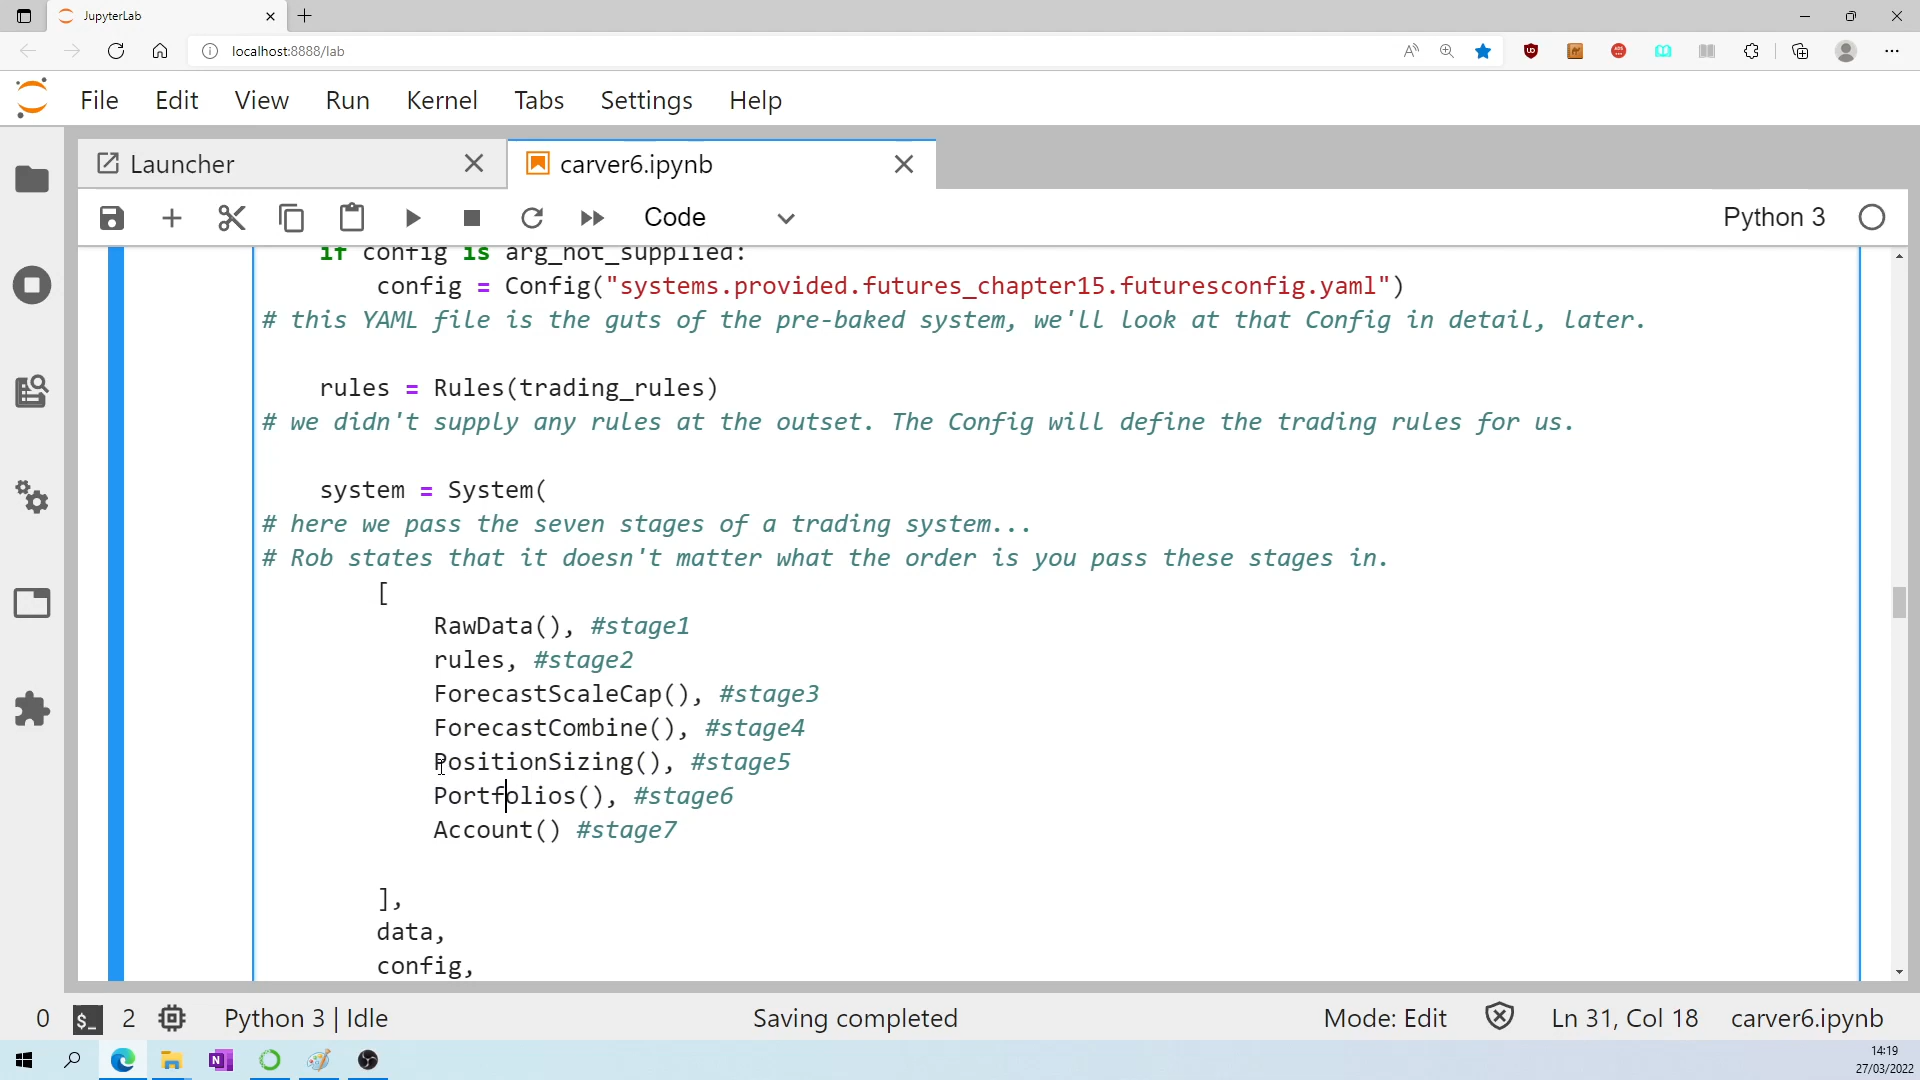 JupyterLab
localhost:8888/lab
File Edit View Run Kernel Tabs Settings Help
Launcher carver6.ipynb
Code Python 3
if config is arg_not_supplied:
config = Config("systems.provided.futures_chapter15.futuresconfig.yaml")
# this YAML file is the guts of the pre-baked system, we'll look at that Config in detail, later.
rules = Rules(trading_rules)
# we didn't supply any rules at the outset. The Config will define the trading rules for us.
system = System(
# here we pass the seven stages of a trading system...
# Rob states that it doesn't matter what the order is you pass these stages in.
[
RawData(), #stage1
rules, #stage2
ForecastScaleCap(), #stage3
ForecastCombine(), #stage4
PositionSizing(), #stage5
Portfolios(), #stage6
Account() #stage7
],
data,
config,
0 $_ 2 Python 3 | Idle Saving completed Mode: Edit Ln 31, Col 18 carver6.ipynb
14:19
27/03/2022